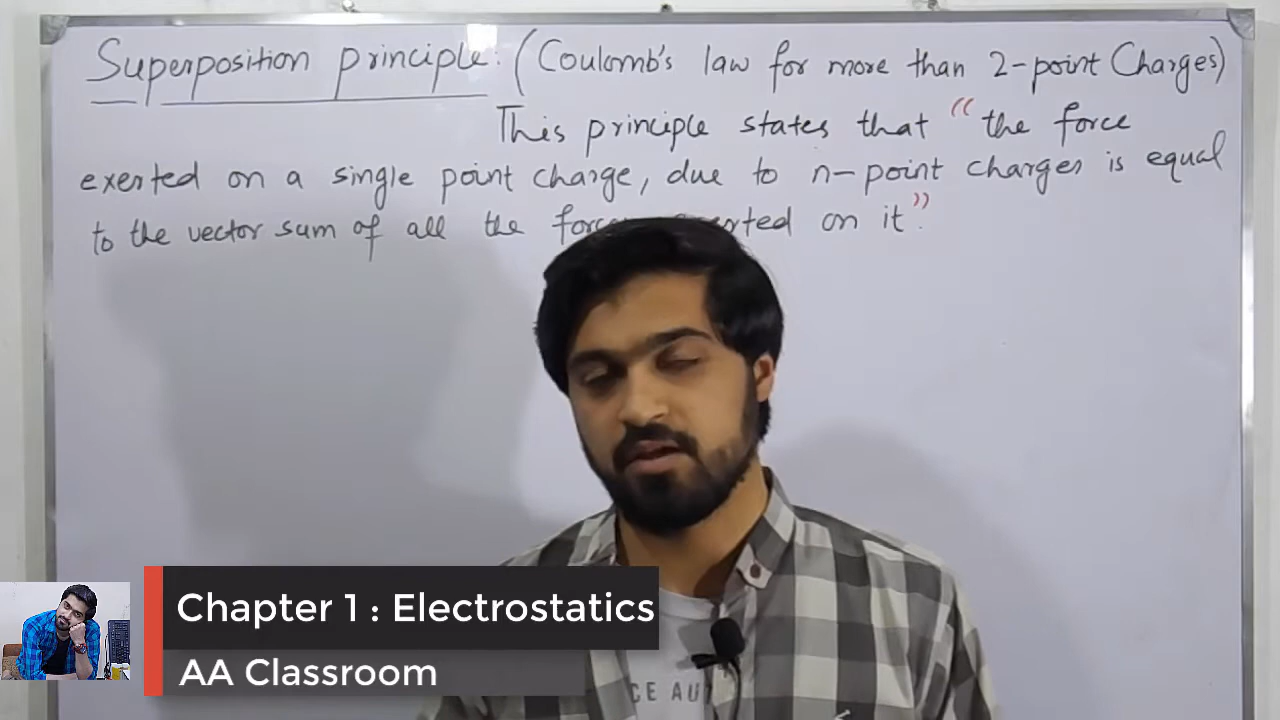 Superposition principle: (Coulomb's law for more than 2-point Charges)
This principle states that "the force
exerted on a single point charge, due to n-point charges is equal
to the vector sum of all the on it".
Chapter 1 : Electrostatics
AA Classroom
CE AU